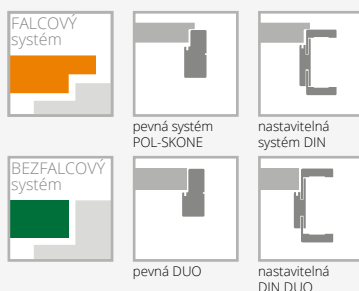 FALCOVÝ
systém
pevná systém
POL-SKONE
nastavitelná
systém DIN
BEZFALCOVÝ
systém
pevná DUO
nastavitelná
DIN DUO